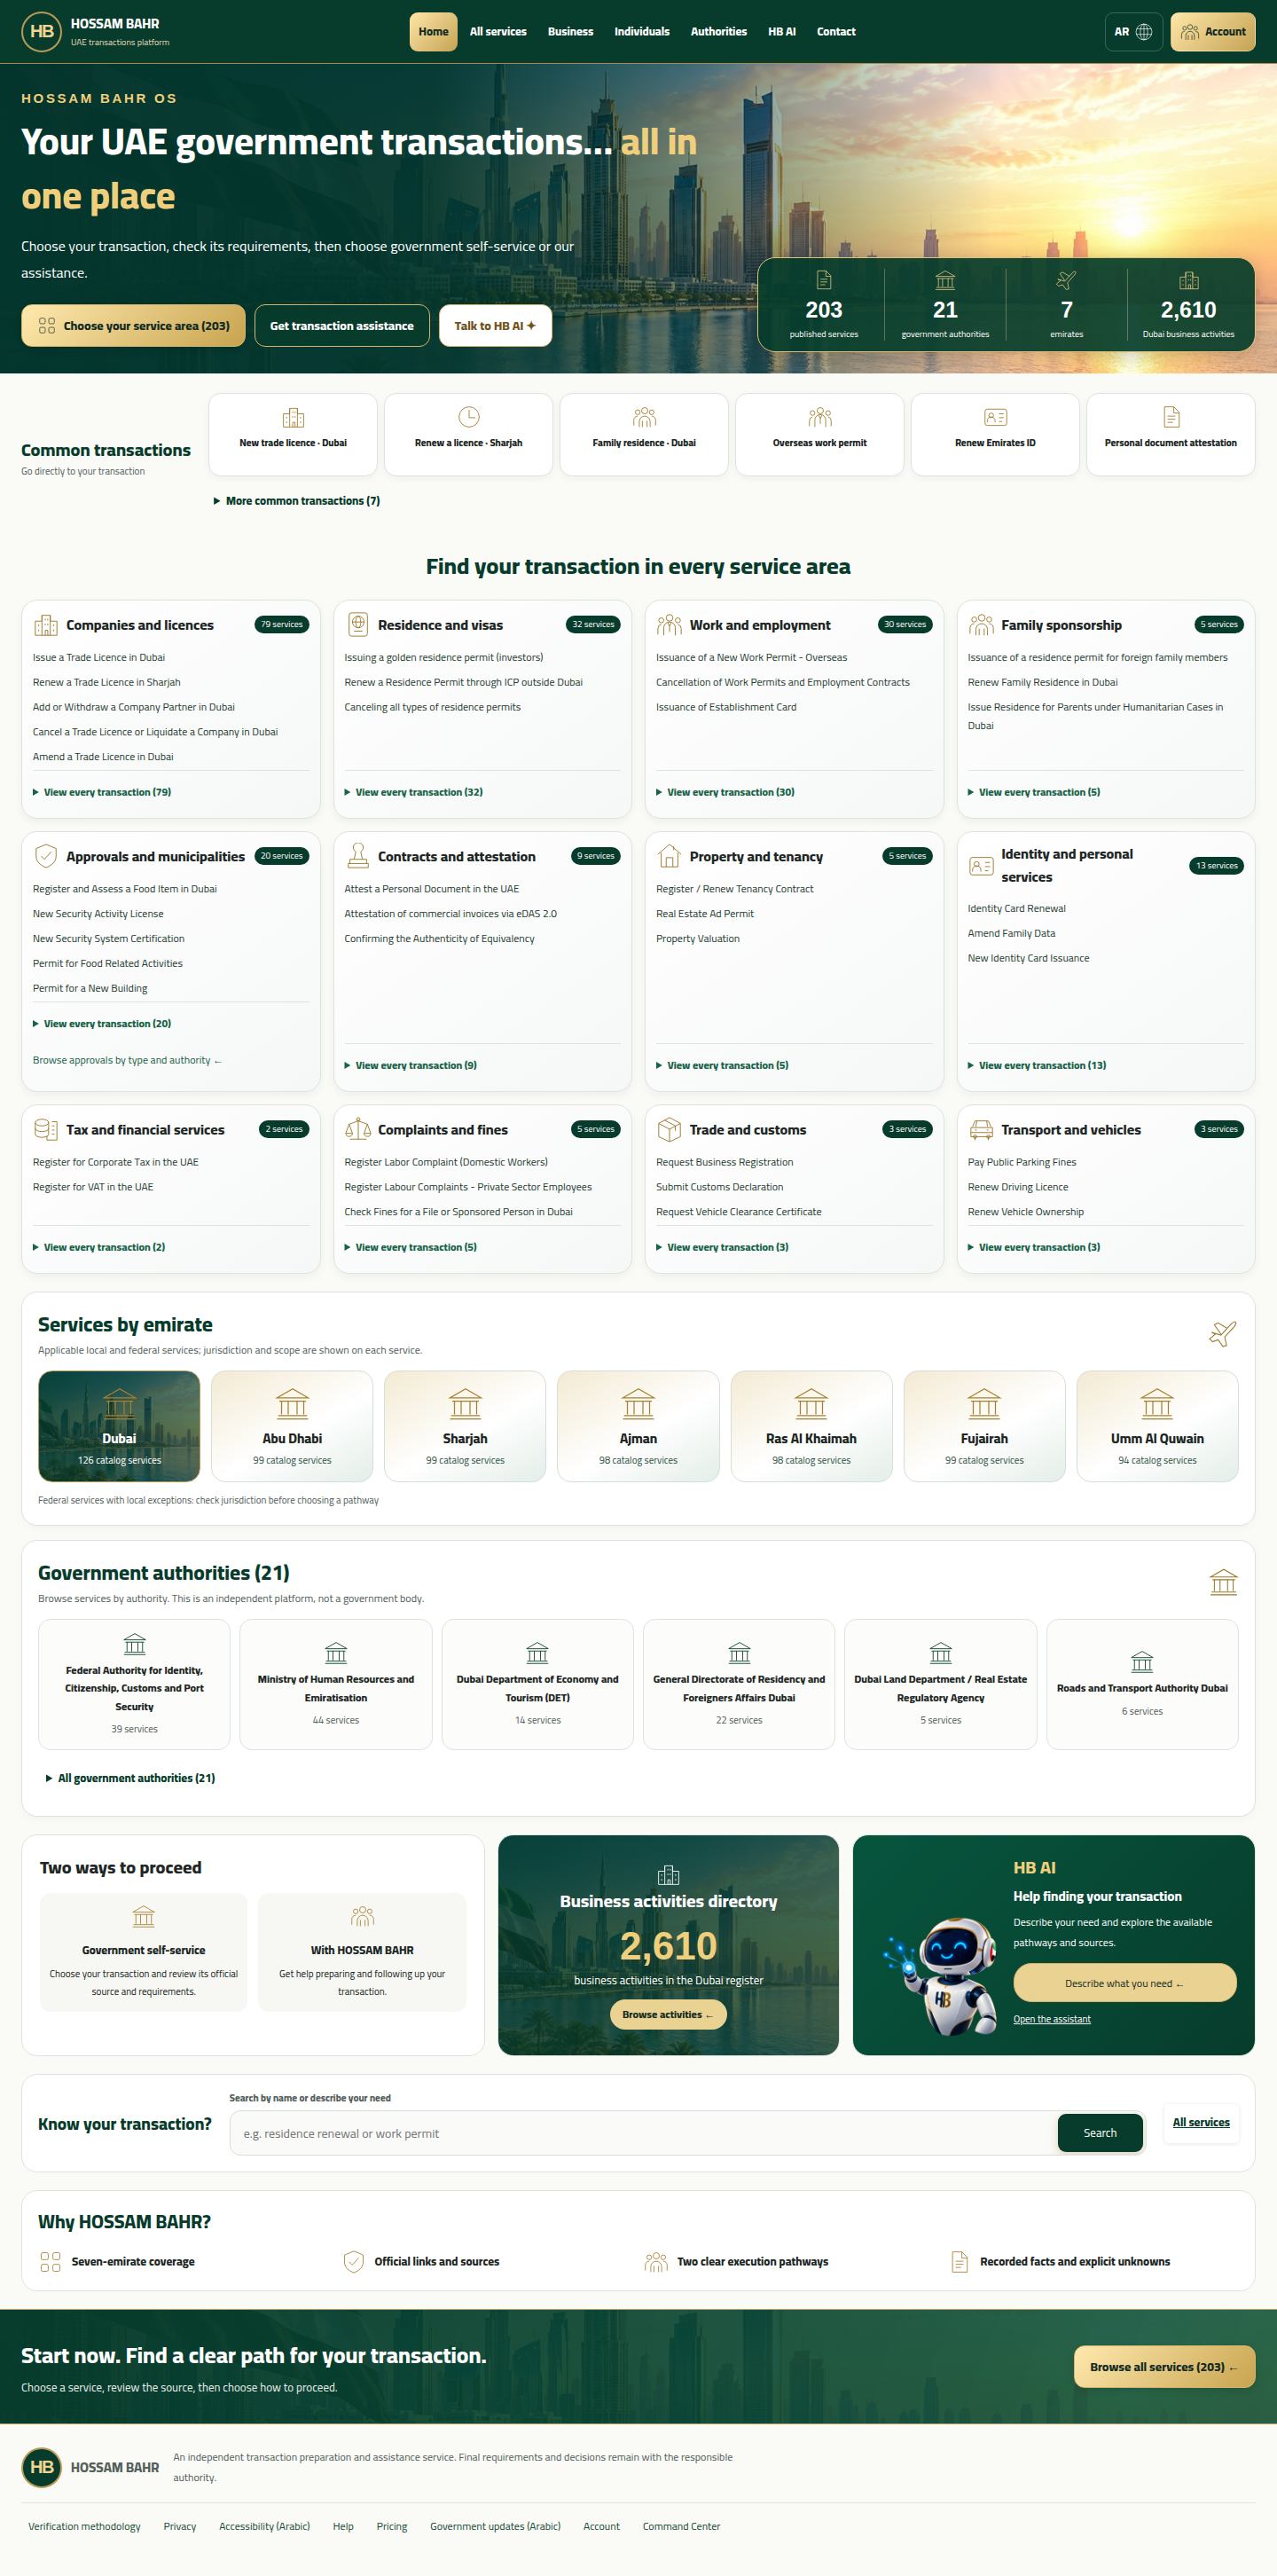 HB
HOSSAM BAHR
UAE transactions platform
Home
All services
Business
Individuals
Authorities
HB AI
Contact
AR
Account
HOSSAM BAHR OS
Your UAE government transactions... all in
one place
Choose your transaction, check its requirements, then choose government self-service or our
assistance.
Choose your service area (203)
Get transaction assistance
Talk to HB AI ✦
203
published services
21
government authorities
7
emirates
2,610
Dubai business activities
Common transactions
Go directly to your transaction
New trade licence · Dubai
Renew a licence · Sharjah
Family residence · Dubai
Overseas work permit
Renew Emirates ID
Personal document attestation
▶ More common transactions (7)
Find your transaction in every service area
Companies and licences
79 services
Issue a Trade Licence in Dubai
Renew a Trade Licence in Sharjah
Add or Withdraw a Company Partner in Dubai
Cancel a Trade Licence or Liquidate a Company in Dubai
Amend a Trade Licence in Dubai
▶ View every transaction (79)
Residence and visas
32 services
Issuing a golden residence permit (investors)
Renew a Residence Permit through ICP outside Dubai
Canceling all types of residence permits
▶ View every transaction (32)
Work and employment
30 services
Issuance of a New Work Permit - Overseas
Cancellation of Work Permits and Employment Contracts
Issuance of Establishment Card
▶ View every transaction (30)
Family sponsorship
5 services
Issuance of a residence permit for foreign family members
Renew Family Residence in Dubai
Issue Residence for Parents under Humanitarian Cases in
Dubai
▶ View every transaction (5)
Approvals and municipalities
20 services
Register and Assess a Food Item in Dubai
New Security Activity License
New Security System Certification
Permit for Food Related Activities
Permit for a New Building
▶ View every transaction (20)
Browse approvals by type and authority ←
Contracts and attestation
9 services
Attest a Personal Document in the UAE
Attestation of commercial invoices via eDAS 2.0
Confirming the Authenticity of Equivalency
▶ View every transaction (9)
Property and tenancy
5 services
Register / Renew Tenancy Contract
Real Estate Ad Permit
Property Valuation
▶ View every transaction (5)
Identity and personal
services
13 services
Identity Card Renewal
Amend Family Data
New Identity Card Issuance
▶ View every transaction (13)
Tax and financial services
2 services
Register for Corporate Tax in the UAE
Register for VAT in the UAE
▶ View every transaction (2)
Complaints and fines
5 services
Register Labor Complaint (Domestic Workers)
Register Labour Complaints - Private Sector Employees
Check Fines for a File or Sponsored Person in Dubai
▶ View every transaction (5)
Trade and customs
3 services
Request Business Registration
Submit Customs Declaration
Request Vehicle Clearance Certificate
▶ View every transaction (3)
Transport and vehicles
3 services
Pay Public Parking Fines
Renew Driving Licence
Renew Vehicle Ownership
▶ View every transaction (3)
Services by emirate
Applicable local and federal services; jurisdiction and scope are shown on each service.
Dubai
126 catalog services
Abu Dhabi
99 catalog services
Sharjah
99 catalog services
Ajman
98 catalog services
Ras Al Khaimah
98 catalog services
Fujairah
99 catalog services
Umm Al Quwain
94 catalog services
Federal services with local exceptions: check jurisdiction before choosing a pathway
Government authorities (21)
Browse services by authority. This is an independent platform, not a government body.
Federal Authority for Identity,
Citizenship, Customs and Port
Security
39 services
Ministry of Human Resources and
Emiratisation
44 services
Dubai Department of Economy and
Tourism (DET)
14 services
General Directorate of Residency and
Foreigners Affairs Dubai
22 services
Dubai Land Department / Real Estate
Regulatory Agency
5 services
Roads and Transport Authority Dubai
6 services
▶ All government authorities (21)
Two ways to proceed
Government self-service
Choose your transaction and review its official
source and requirements.
With HOSSAM BAHR
Get help preparing and following up your
transaction.
Business activities directory
2,610
business activities in the Dubai register
Browse activities ←
HB
HB AI
Help finding your transaction
Describe your need and explore the available
pathways and sources.
Describe what you need ←
Open the assistant
Know your transaction?
Search by name or describe your need
e.g. residence renewal or work permit
Search
All services
Why HOSSAM BAHR?
Seven-emirate coverage
Official links and sources
Two clear execution pathways
Recorded facts and explicit unknowns
Start now. Find a clear path for your transaction.
Choose a service, review the source, then choose how to proceed.
Browse all services (203) ←
HB
HOSSAM BAHR
An independent transaction preparation and assistance service. Final requirements and decisions remain with the responsible
authority.
Verification methodology
Privacy
Accessibility (Arabic)
Help
Pricing
Government updates (Arabic)
Account
Command Center